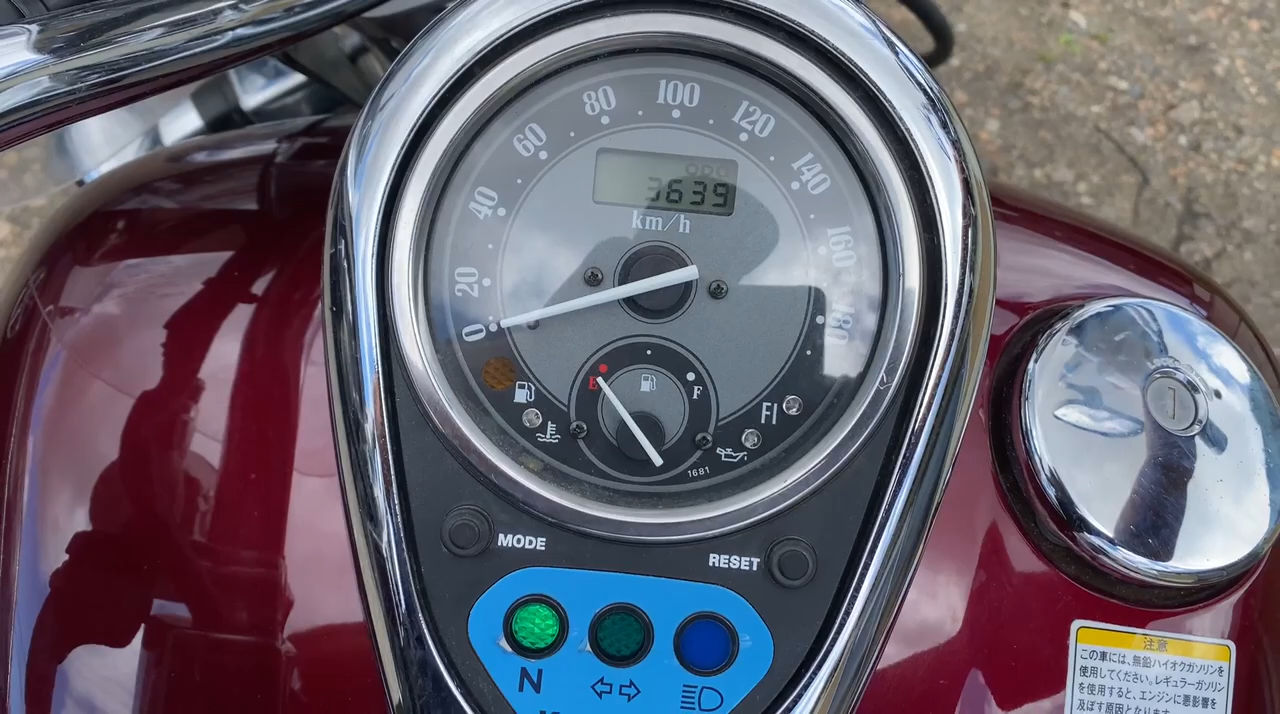 0
20
40
60
80
100
120
140
160
180
ODO
3639
km/h
E
F
FI
1681
MODE
RESET
N
注意
この車には、無鉛ハイオクガソリンを
使用してください。レギュラーガソリン
を使用すると、エンジンに悪影響を
及ぼす原因となります